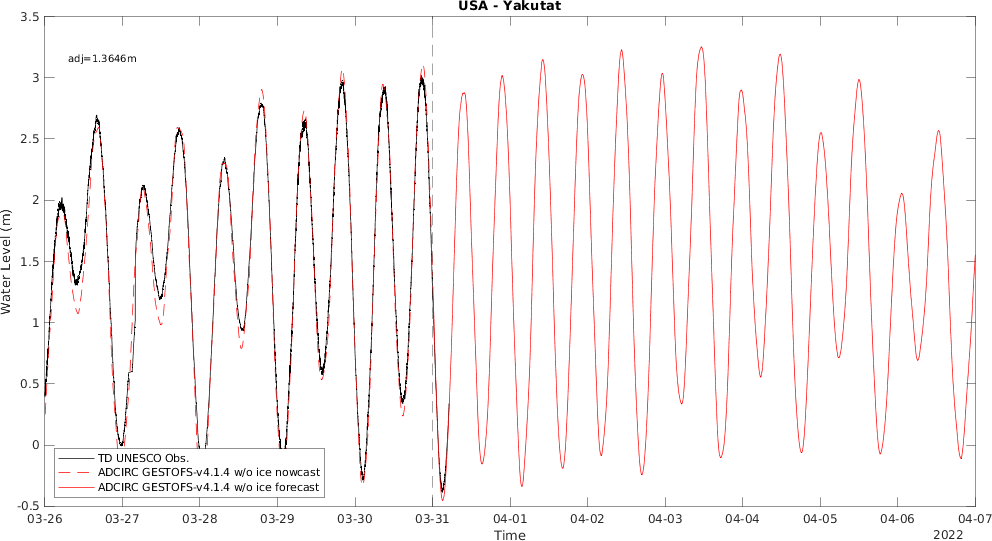 USA - Yakutat
adj=1.3646m
Water Level (m)
3.5
3
2.5
2
1.5
1
0.5
0
-0.5
TD UNESCO Obs.
ADCIRC GESTOFS-v4.1.4 w/o ice nowcast
ADCIRC GESTOFS-v4.1.4 w/o ice forecast
03-26 03-27 03-28 03-29 03-30 03-31 04-01 04-02 04-03 04-04 04-05 04-06 04-07
Time
2022